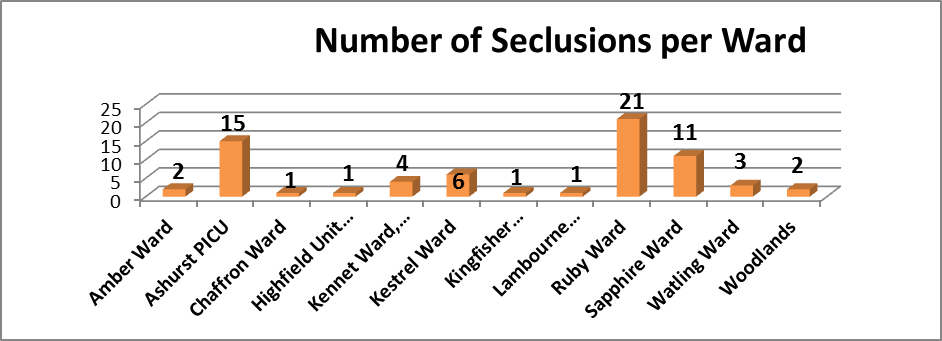 Number of Seclusions per Ward
25
20
15
10
5
0
2
15
1
1
4
6
1
1
21
11
3
2
Amber Ward
Ashurst PICU
Chaffron Ward
Highfield Unit...
Kennet Ward,...
Kestrel Ward
Kingfisher...
Lambourne...
Ruby Ward
Sapphire Ward
Watling Ward
Woodlands